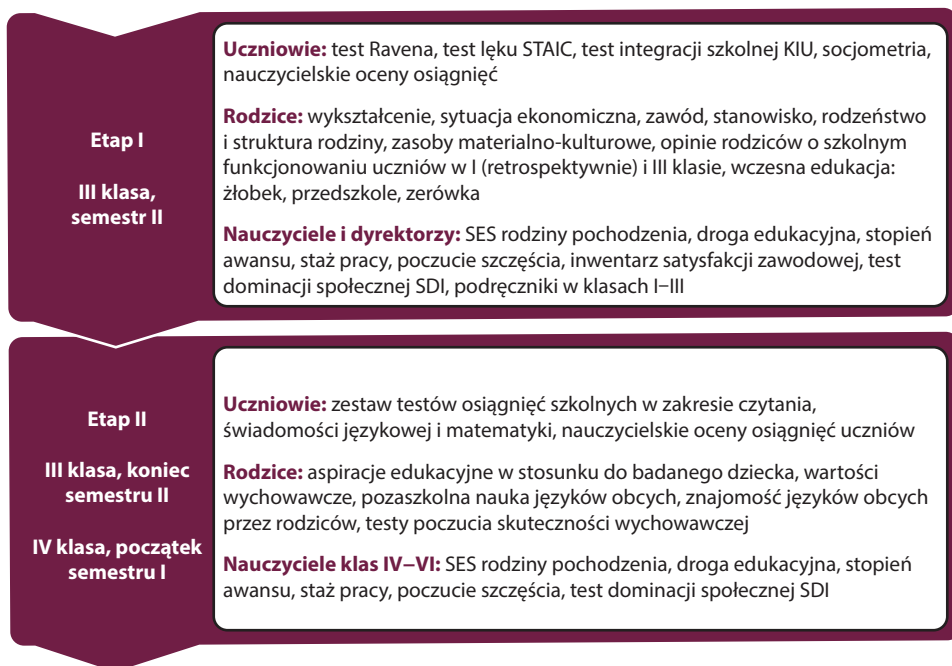 Etap I
III klasa,
semestr II
Uczniowie: test Ravena, test lęku STAIC, test integracji szkolnej KIU, socjometria,
nauczycielskie oceny osiągnięć
Rodzice: wykształcenie, sytuacja ekonomiczna, zawód, stanowisko, rodzeństwo
i struktura rodziny, zasoby materialno-kulturowe, opinie rodziców o szkolnym
funkcjonowaniu uczniów w I (retrospektywnie) i III klasie, wczesna edukacja:
żłobek, przedszkole, zerówka
Nauczyciele i dyrektorzy: SES rodziny pochodzenia, droga edukacyjna, stopień
awansu, staż pracy, poczucie szczęścia, inwentarz satysfakcji zawodowej, test
dominacji społecznej SDI, podręczniki w klasach I–III
Etap II
III klasa, koniec
semestru II
IV klasa, początek
semestru I
Uczniowie: zestaw testów osiągnięć szkolnych w zakresie czytania,
świadomości językowej i matematyki, nauczycielskie oceny osiągnięć uczniów
Rodzice: aspiracje edukacyjne w stosunku do badanego dziecka, wartości
wychowawcze, pozaszkolna nauka języków obcych, znajomość języków obcych
przez rodziców, testy poczucia skuteczności wychowawczej
Nauczyciele klas IV–VI: SES rodziny pochodzenia, droga edukacyjna, stopień
awansu, staż pracy, poczucie szczęścia, test dominacji społecznej SDI